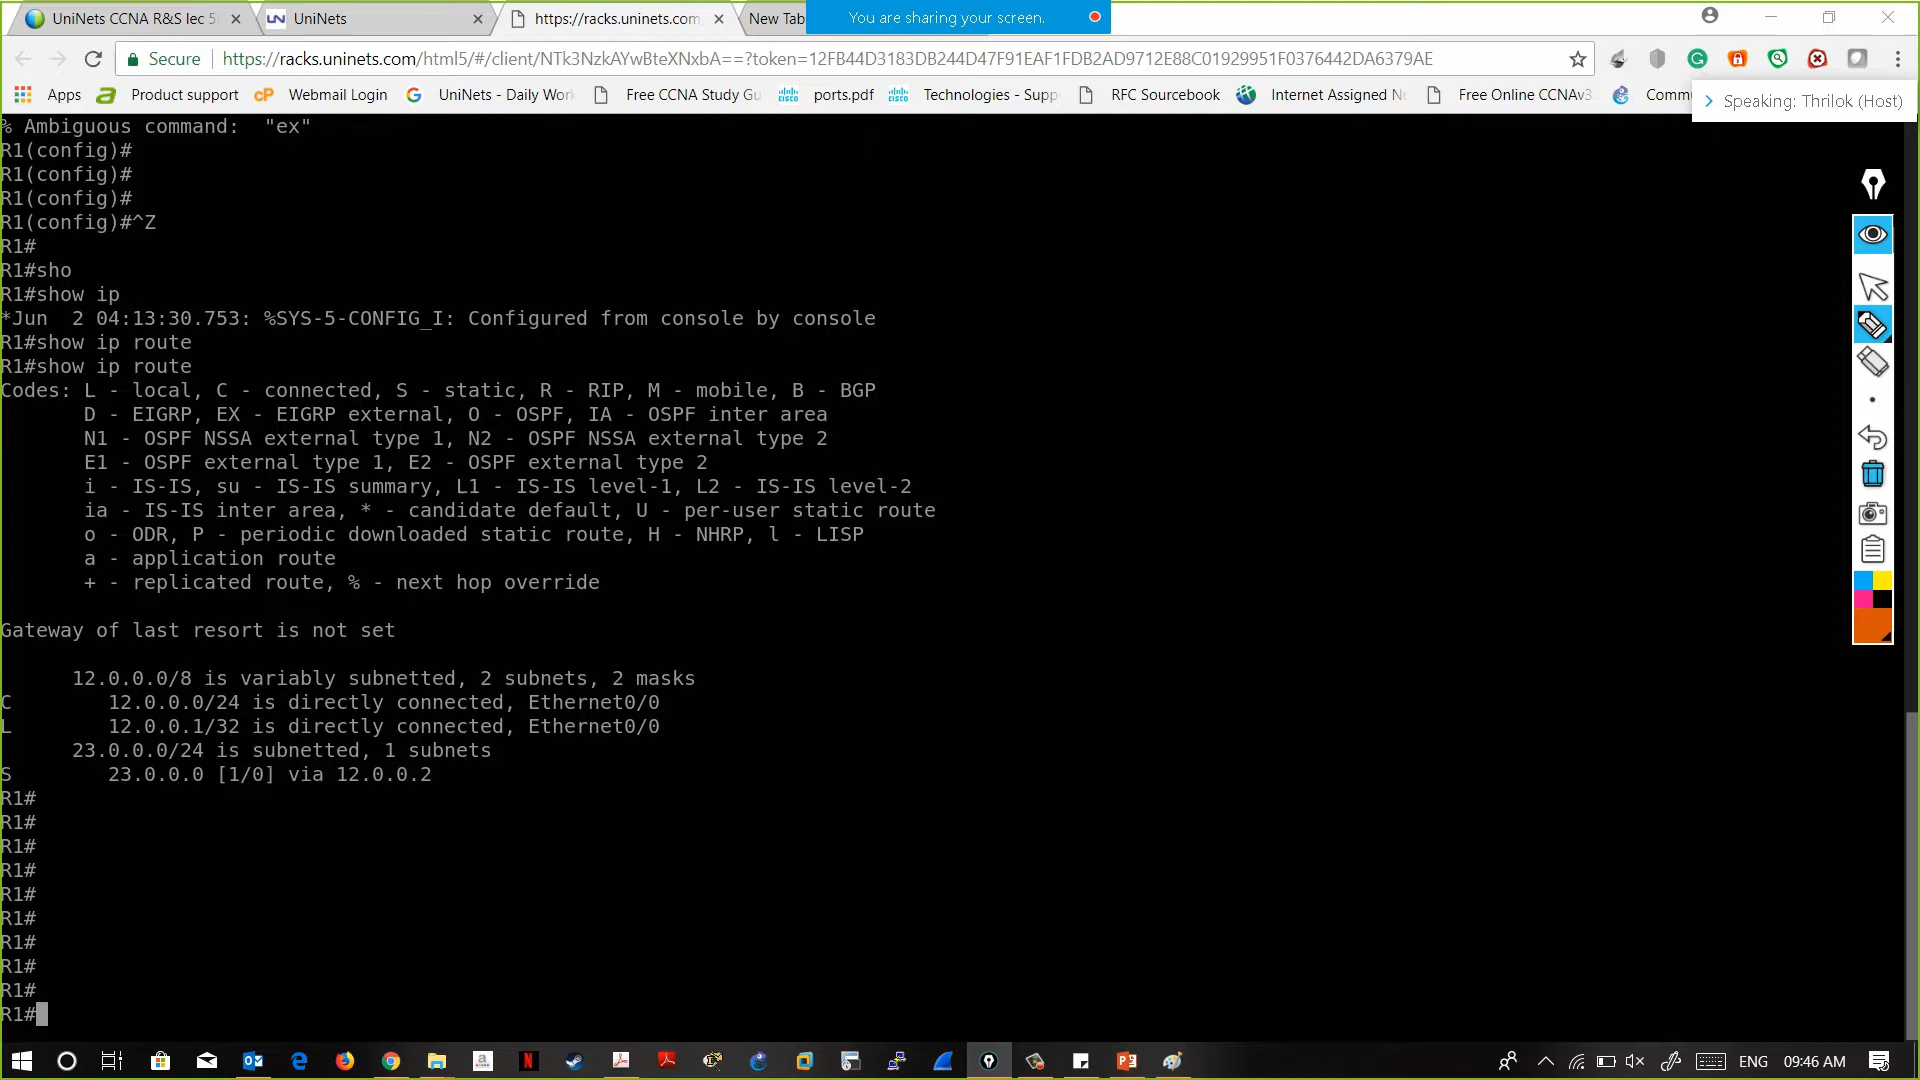 UniNets CCNA R&S lec 5
UniNets
https://racks.uninets.com
New Tab
You are sharing your screen.
Secure
https://racks.uninets.com/html5/#/client/NTk3NzkAYwBteXNxbA==?token=12FB44D3183DB244D47F91EAF1FDB2AD9712E88C01929951F0376442DA6379AE
Apps
Product support
Webmail Login
UniNets - Daily Work
Free CCNA Study Gu
ports.pdf
Technologies - Supp
RFC Sourcebook
Internet Assigned Nu
Free Online CCNAv3
Commu
Speaking: Thrilok (Host)
% Ambiguous command:  "ex"
R1(config)#
R1(config)#
R1(config)#
R1(config)#^Z
R1#
R1#sho
R1#show ip
*Jun  2 04:13:30.753: %SYS-5-CONFIG_I: Configured from console by console
R1#show ip route
R1#show ip route
Codes: L - local, C - connected, S - static, R - RIP, M - mobile, B - BGP
D - EIGRP, EX - EIGRP external, O - OSPF, IA - OSPF inter area
N1 - OSPF NSSA external type 1, N2 - OSPF NSSA external type 2
E1 - OSPF external type 1, E2 - OSPF external type 2
i - IS-IS, su - IS-IS summary, L1 - IS-IS level-1, L2 - IS-IS level-2
ia - IS-IS inter area, * - candidate default, U - per-user static route
o - ODR, P - periodic downloaded static route, H - NHRP, l - LISP
a - application route
+ - replicated route, % - next hop override
Gateway of last resort is not set
12.0.0.0/8 is variably subnetted, 2 subnets, 2 masks
C        12.0.0.0/24 is directly connected, Ethernet0/0
L        12.0.0.1/32 is directly connected, Ethernet0/0
23.0.0.0/24 is subnetted, 1 subnets
S        23.0.0.0 [1/0] via 12.0.0.2
R1#
R1#
R1#
R1#
R1#
R1#
R1#
R1#
R1#
R1#
ENG
09:46 AM